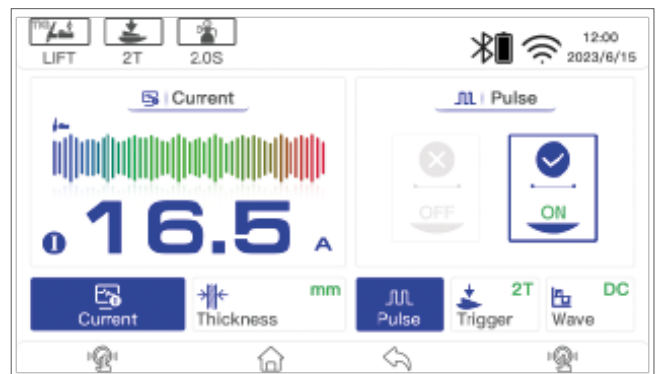 TIG
LIFT 2T 2.0S
12:00
2023/6/15
Current
Pulse
16.5 A
OFF ON
Current
Thickness mm
Pulse
Trigger 2T
Wave DC